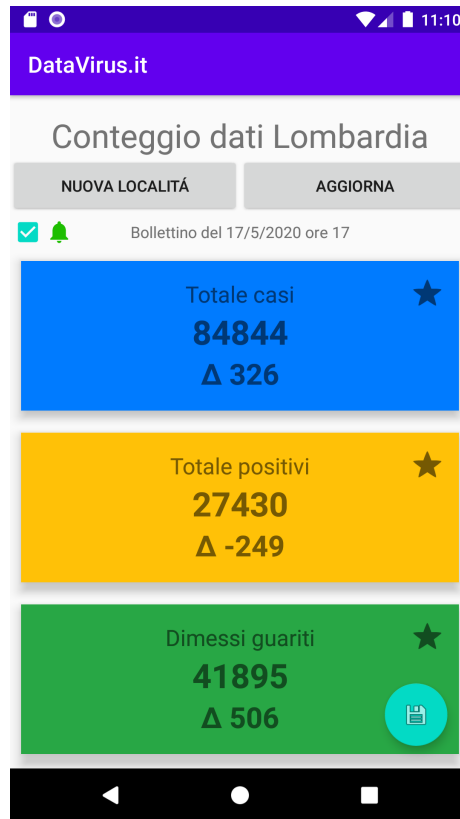 11:10
DataVirus.it
Conteggio dati Lombardia
NUOVA LOCALITÁ AGGIORNA
Bollettino del 17/5/2020 ore 17
Totale casi
84844
Δ 326
Totale positivi
27430
Δ -249
Dimessi guariti
41895
Δ 506